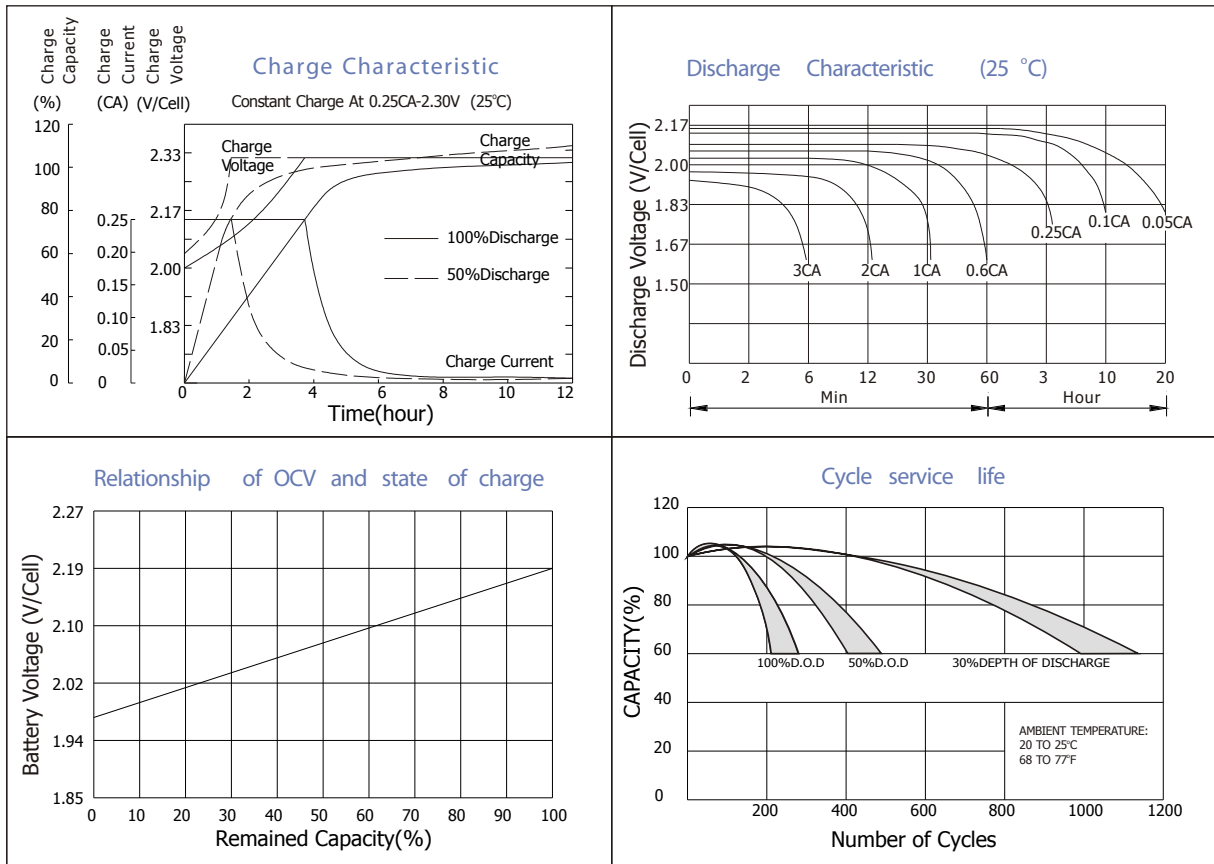 Charge
Capacity
Charge
Current
Charge
Voltage
(%)
(CA)
(V/Cell)
Charge Characteristic
Constant Charge At 0.25CA-2.30V (25°C)
120
100
80
60
40
20
0
0.25
0.20
0.15
0.10
0.05
0
2.33
2.17
2.00
1.83
Charge
Voltage
Charge
Capacity
100%Discharge
50%Discharge
Charge Current
0 2 4 6 8 10 12
Time(hour)
Discharge Characteristic (25 °C)
Discharge Voltage (V/Cell)
2.17
2.00
1.83
1.67
1.50
3CA
2CA
1CA
0.6CA
0.25CA
0.1CA
0.05CA
0 2 6 12 30 60 3 10 20
Min
Hour
Relationship of OCV and state of charge
Battery Voltage (V/Cell)
2.27
2.19
2.10
2.02
1.94
1.85
0 10 20 30 40 50 60 70 80 90 100
Remained Capacity(%)
Cycle service life
CAPACITY(%)
120
100
80
60
40
20
0
100%D.O.D
50%D.O.D
30%DEPTH OF DISCHARGE
AMBIENT TEMPERATURE:
20 TO 25°C
68 TO 77°F
200 400 600 800 1000 1200
Number of Cycles